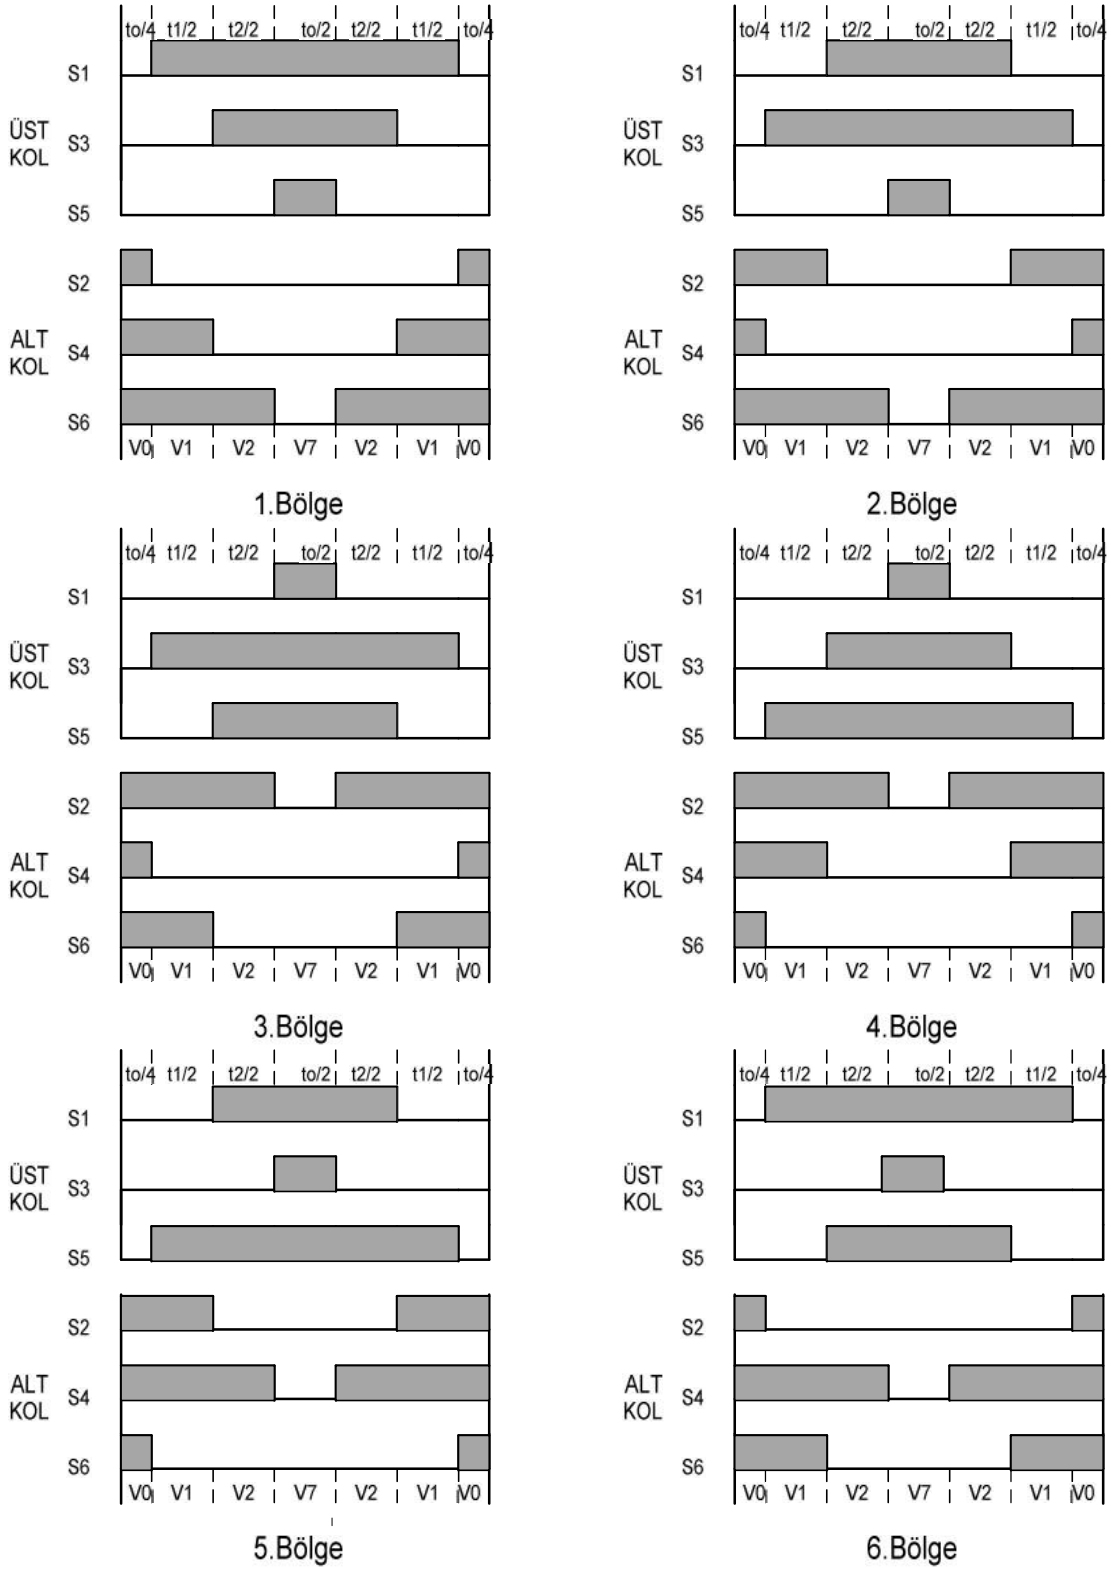 to/4 t1/2 t2/2 to/2 t2/2 t1/2 to/4
S1
ÜST
KOL
S3
S5
S2
ALT
KOL
S4
S6
V0 V1 V2 V7 V2 V1 V0
1.Bölge
to/4 t1/2 t2/2 to/2 t2/2 t1/2 to/4
S1
ÜST
KOL
S3
S5
S2
ALT
KOL
S4
S6
V0 V1 V2 V7 V2 V1 V0
2.Bölge
to/4 t1/2 t2/2 to/2 t2/2 t1/2 to/4
S1
ÜST
KOL
S3
S5
S2
ALT
KOL
S4
S6
V0 V1 V2 V7 V2 V1 V0
3.Bölge
to/4 t1/2 t2/2 to/2 t2/2 t1/2 to/4
S1
ÜST
KOL
S3
S5
S2
ALT
KOL
S4
S6
V0 V1 V2 V7 V2 V1 V0
4.Bölge
to/4 t1/2 t2/2 to/2 t2/2 t1/2 to/4
S1
ÜST
KOL
S3
S5
S2
ALT
KOL
S4
S6
V0 V1 V2 V7 V2 V1 V0
5.Bölge
to/4 t1/2 t2/2 to/2 t2/2 t1/2 to/4
S1
ÜST
KOL
S3
S5
S2
ALT
KOL
S4
S6
V0 V1 V2 V7 V2 V1 V0
6.Bölge